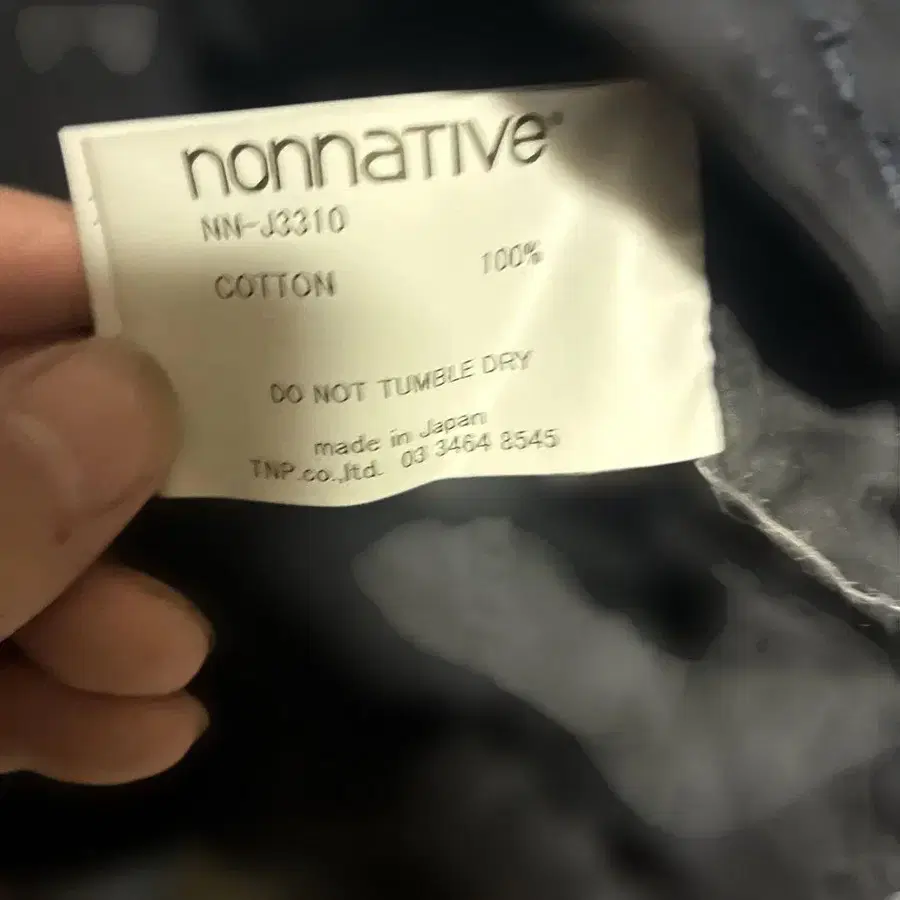 nonnative®
NN-J3310
COTTON 100%
DO NOT TUMBLE DRY
made in Japan
TNP.co.,ltd. 03 3464 8545